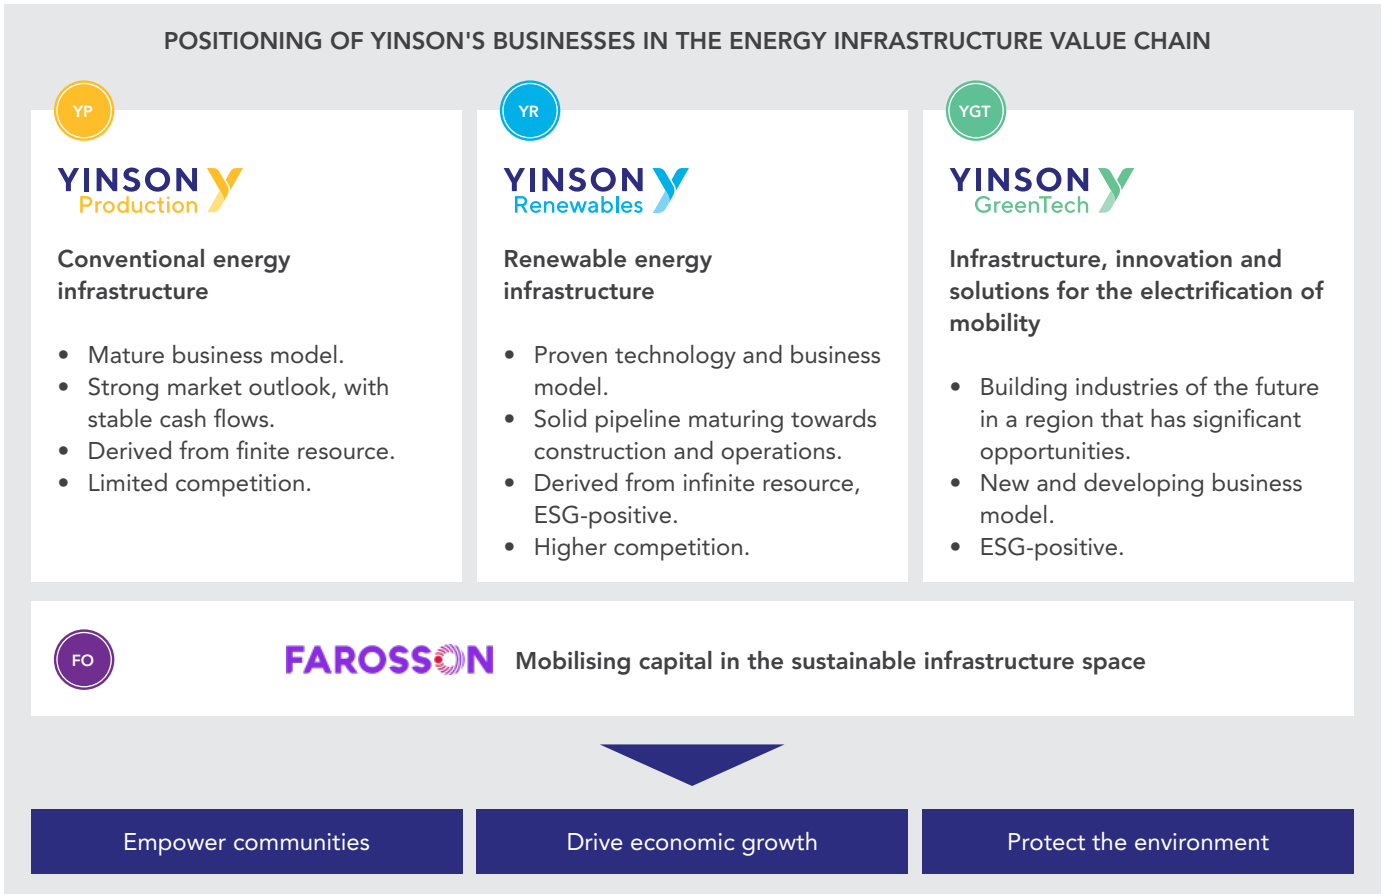 POSITIONING OF YINSON'S BUSINESSES IN THE ENERGY INFRASTRUCTURE VALUE CHAIN
YP
YINSON
Production
Conventional energy
infrastructure
• Mature business model.
• Strong market outlook, with
stable cash flows.
• Derived from finite resource.
• Limited competition.
YR
YINSON
Renewables
Renewable energy
infrastructure
• Proven technology and business
model.
• Solid pipeline maturing towards
construction and operations.
• Derived from infinite resource,
ESG-positive.
• Higher competition.
YGT
YINSON
GreenTech
Infrastructure, innovation and
solutions for the electrification of
mobility
• Building industries of the future
in a region that has significant
opportunities.
• New and developing business
model.
• ESG-positive.
FO
FAROSSON Mobilising capital in the sustainable infrastructure space
Empower communities
Drive economic growth
Protect the environment